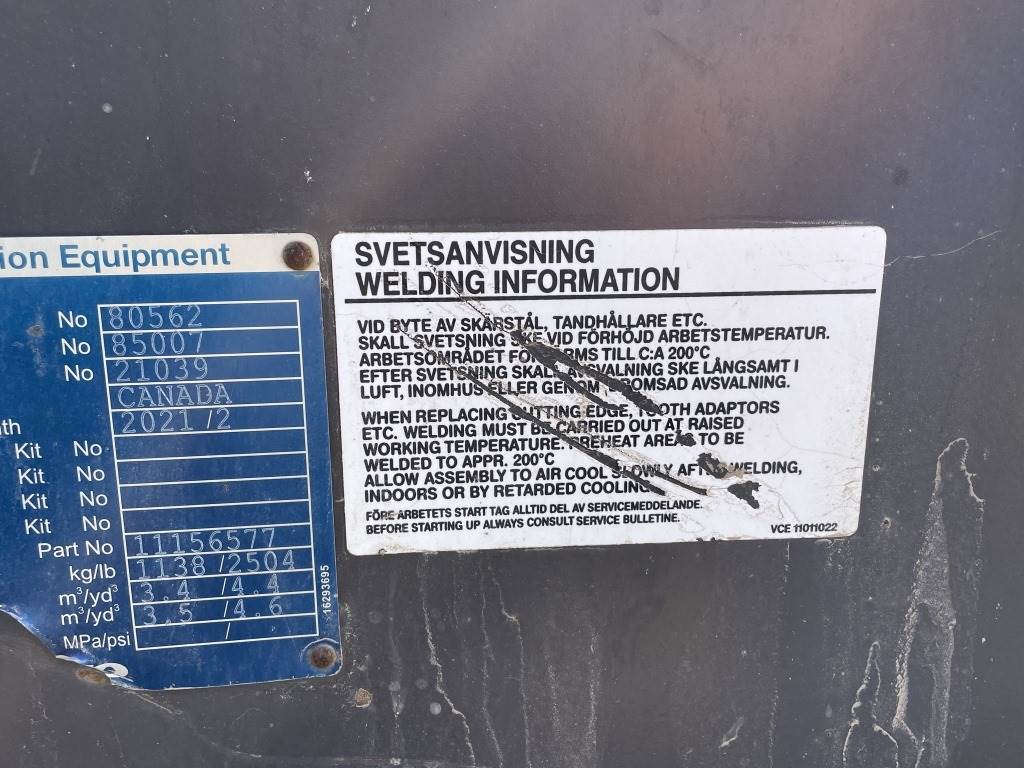 ion Equipment
No 80562
No 85007
No 21039
CANADA
th 2021/2
Kit No
Kit No
Kit No
Kit No
Part No 11156577
kg/lb 1138/2504
m³/yd³ 3.4 /4.4
m³/yd³ 3.5 /4.6
MPa/psi /
16293695
SVETSANVISNING
WELDING INFORMATION
VID BYTE AV SKÄRSTÅL, TANDHÅLLARE ETC.
SKALL SVETSNING SKE VID FÖRHÖJD ARBETSTEMPERATUR.
ARBETSOMRÅDET TILL C:A 200°C
EFTER SVETSNING SKALL AVSVALNING SKE LÅNGSAMT I
LUFT, INOMHUS ELLER GENOM AVSVALNING.
WHEN REPLACING CUTTING EDGE, TOOTH ADAPTORS
ETC. WELDING MUST BE CARRIED OUT AT RAISED
WORKING TEMPERATURE. PREHEAT AREAS TO BE
WELDED TO APPR. 200°C
ALLOW ASSEMBLY TO AIR COOL SLOWLY AFTER WELDING,
INDOORS OR BY RETARDED COOLING
FÖRE ARBETETS START TAG ALLTID DEL AV SERVICEMEDDELANDE.
BEFORE STARTING UP ALWAYS CONSULT SERVICE BULLETINE.
VCE 11011022